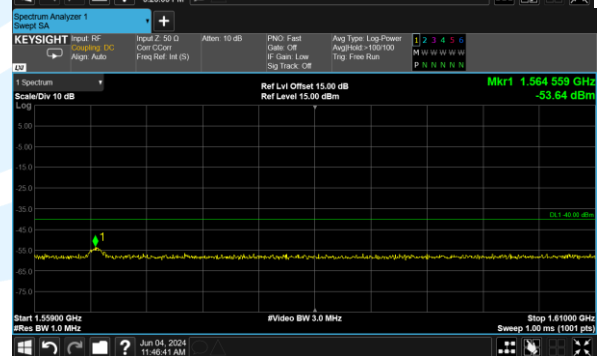 Spectrum Analyzer 1
Swept SA
KEYSIGHT Input: RF Input Z: 50 Ω Atten: 10 dB PNO: Fast Avg Type: Log-Power 1 2 3 4 5 6
Coupling: DC Corr CCorr Gate: Off Avg|Hold:>100/100 M W W W W W
Align: Auto Freq Ref: Int (S) IF Gain: Low Trig: Free Run
Sig Track: Off P N N N N N
LXI
1 Spectrum
Scale/Div 10 dB
Ref Lvl Offset 15.00 dB
Ref Level 15.00 dBm
Mkr1 1.564 559 GHz
-53.64 dBm
Log
5.00
-5.00
-15.0
-25.0
DL1 -40.00 dBm
-35.0
-45.0
1
-55.0
-65.0
-75.0
Start 1.55900 GHz #Video BW 3.0 MHz Stop 1.61000 GHz
#Res BW 1.0 MHz Sweep 1.00 ms (1001 pts)
? Jun 04, 2024
11:46:41 AM